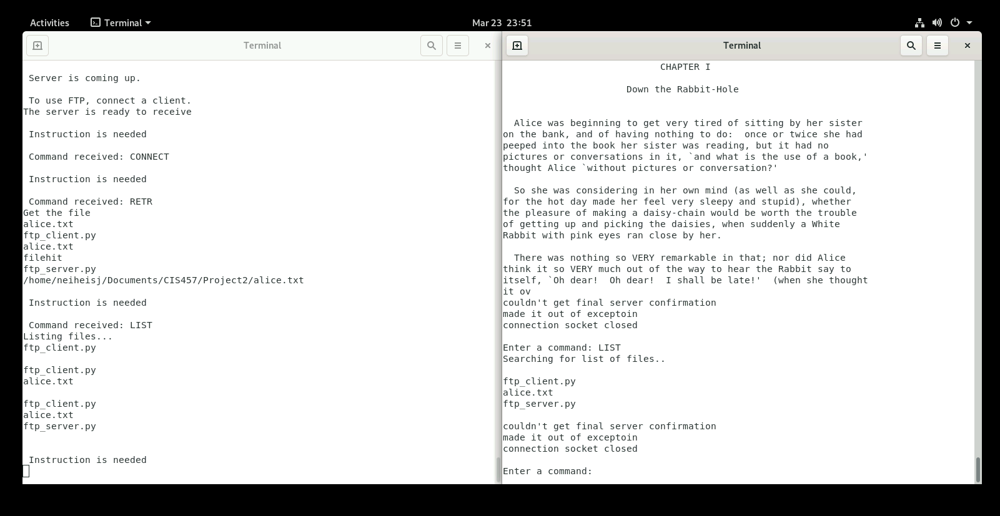 Activities
Terminal
Mar 23 23:51
Terminal
Server is coming up.
To use FTP, connect a client.
The server is ready to receive
Instruction is needed
Command received: CONNECT
Instruction is needed
Command received: RETR
Get the file
alice.txt
ftp_client.py
alice.txt
filehit
ftp_server.py
/home/neiheisj/Documents/CIS457/Project2/alice.txt
Instruction is needed
Command received: LIST
Listing files...
ftp_client.py
ftp_client.py
alice.txt
ftp_client.py
alice.txt
ftp_server.py
Instruction is needed
Terminal
CHAPTER I
Down the Rabbit-Hole
Alice was beginning to get very tired of sitting by her sister
on the bank, and of having nothing to do:  once or twice she had
peeped into the book her sister was reading, but it had no
pictures or conversations in it, `and what is the use of a book,'
thought Alice `without pictures or conversation?'
So she was considering in her own mind (as well as she could,
for the hot day made her feel very sleepy and stupid), whether
the pleasure of making a daisy-chain would be worth the trouble
of getting up and picking the daisies, when suddenly a White
Rabbit with pink eyes ran close by her.
There was nothing so VERY remarkable in that; nor did Alice
think it so VERY much out of the way to hear the Rabbit say to
itself, `Oh dear!  Oh dear!  I shall be late!'  (when she thought
it ov
couldn't get final server confirmation
made it out of exceptoin
connection socket closed
Enter a command: LIST
Searching for list of files..
ftp_client.py
alice.txt
ftp_server.py
couldn't get final server confirmation
made it out of exceptoin
connection socket closed
Enter a command: